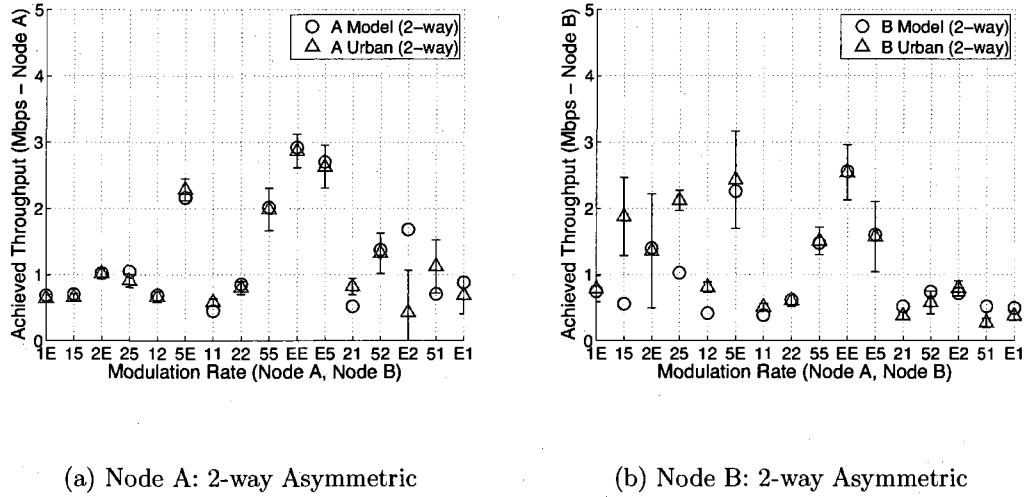 5
4
3
2
1
0
Achieved Throughput (Mbps − Node A)
A Model (2−way)
A Urban (2−way)
1E 15 2E 25 12 5E 11 22 55 EE E5 21 52 E2 51 E1
Modulation Rate (Node A, Node B)
(a) Node A: 2-way Asymmetric
5
4
3
2
1
0
Achieved Throughput (Mbps − Node B)
B Model (2−way)
B Urban (2−way)
1E 15 2E 25 12 5E 11 22 55 EE E5 21 52 E2 51 E1
Modulation Rate (Node A, Node B)
(b) Node B: 2-way Asymmetric